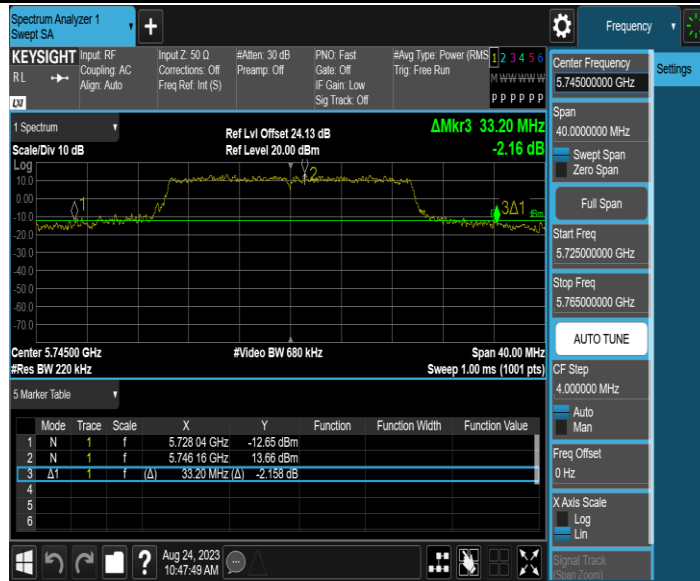 Spectrum Analyzer 1
Swept SA
+
Frequency
KEYSIGHT
Input: RF
Coupling: AC
Align: Auto
Input Z: 50 Ω
Corrections: Off
Freq Ref: Int (S)
#Atten: 30 dB
Preamp: Off
PNO: Fast
Gate: Off
IF Gain: Low
Sig Track: Off
#Avg Type: Power (RMS
Trig: Free Run
1 2 3 4 5 6
M W W W W W
P P P P P P
R L
LXI
Center Frequency
5.745000000 GHz
Settings
Span
40.0000000 MHz
Swept Span
Zero Span
Full Span
Start Freq
5.725000000 GHz
Stop Freq
5.765000000 GHz
AUTO TUNE
CF Step
4.000000 MHz
Auto
Man
Freq Offset
0 Hz
X Axis Scale
Log
Lin
Signal Track
(Span Zoom)
1 Spectrum
Scale/Div 10 dB
Ref Lvl Offset 24.13 dB
Ref Level 20.00 dBm
ΔMkr3 33.20 MHz
-2.16 dB
Log
10.0
0.00
-10.0
-20.0
-30.0
-40.0
-50.0
-60.0
-70.0
1
2
3Δ1
dBm
Center 5.74500 GHz
#Res BW 220 kHz
#Video BW 680 kHz
Span 40.00 MHz
Sweep 1.00 ms (1001 pts)
5 Marker Table
Mode Trace Scale X Y Function Function Width Function Value
1 N 1 f 5.728 04 GHz -12.65 dBm
2 N 1 f 5.746 16 GHz 13.66 dBm
3 Δ1 1 f (Δ) 33.20 MHz (Δ) -2.158 dB
4
5
6
?
Aug 24, 2023
10:47:49 AM